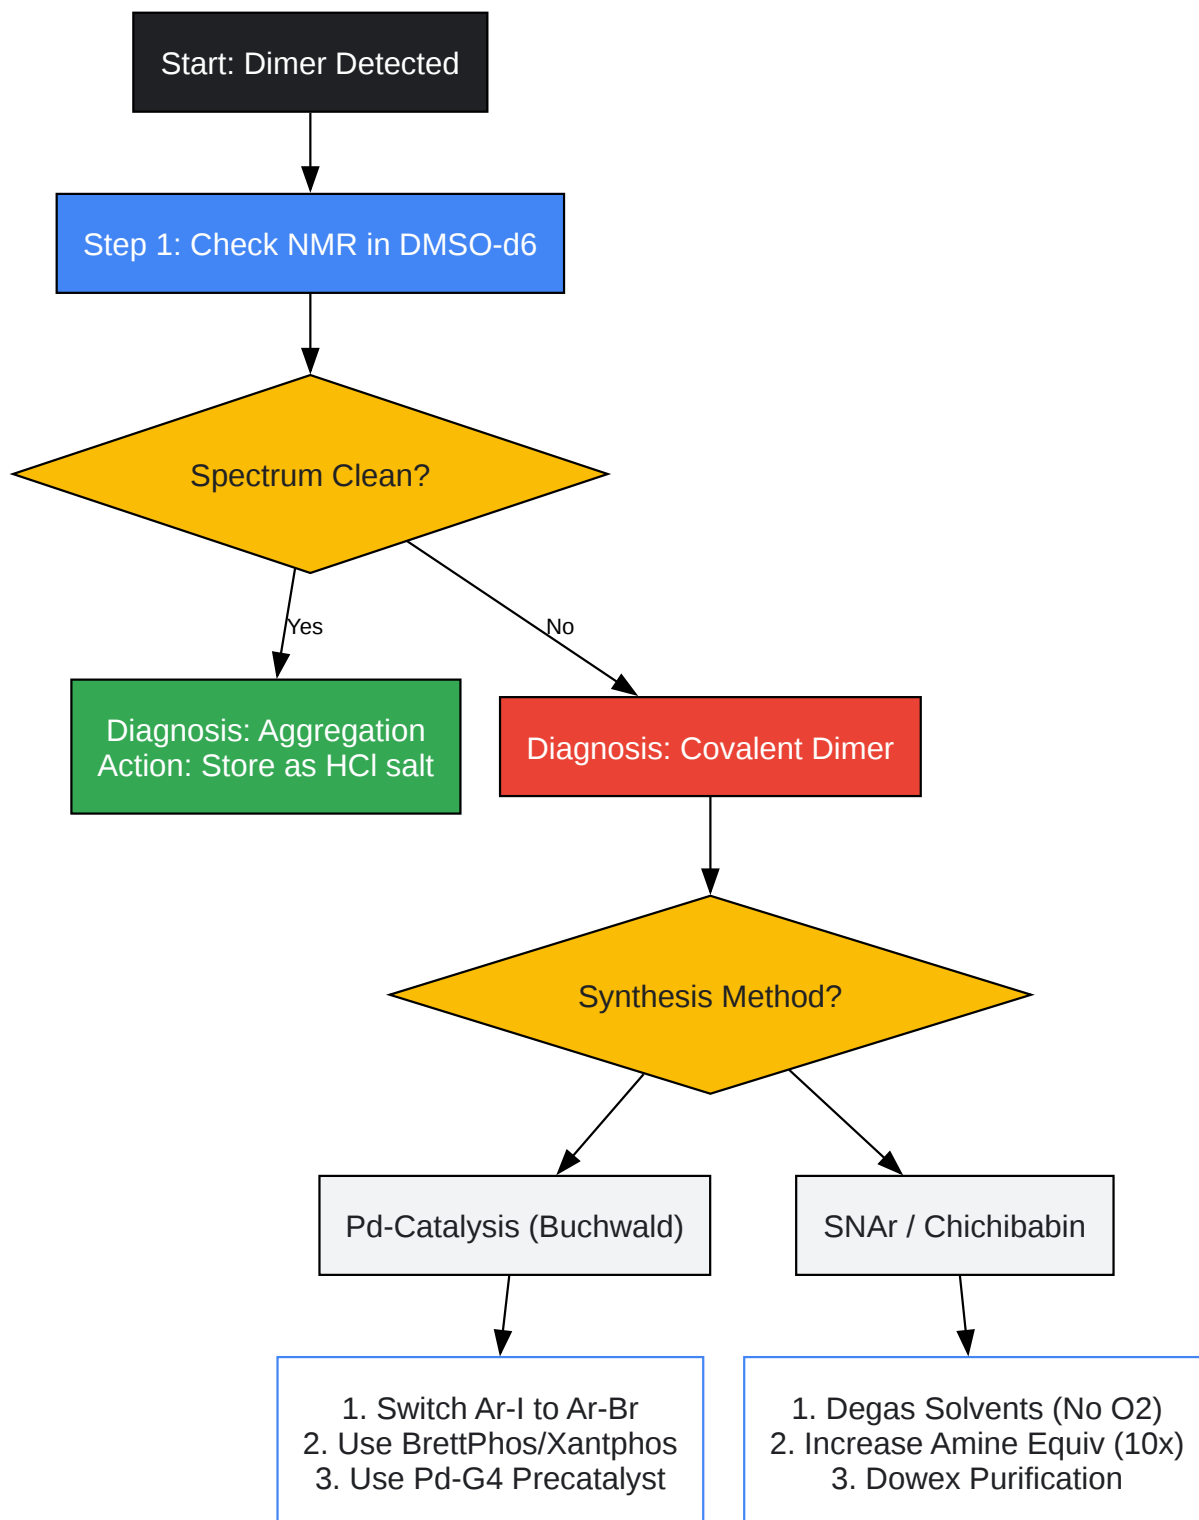 Start: Dimer Detected
Step 1: Check NMR in DMSO-d6
Spectrum Clean?
Yes
No
Diagnosis: Aggregation
Action: Store as HCl salt
Diagnosis: Covalent Dimer
Synthesis Method?
Pd-Catalysis (Buchwald)
SNAr / Chichibabin
1. Switch Ar-I to Ar-Br
2. Use BrettPhos/Xantphos
3. Use Pd-G4 Precatalyst
1. Degas Solvents (No O2)
2. Increase Amine Equiv (10x)
3. Dowex Purification